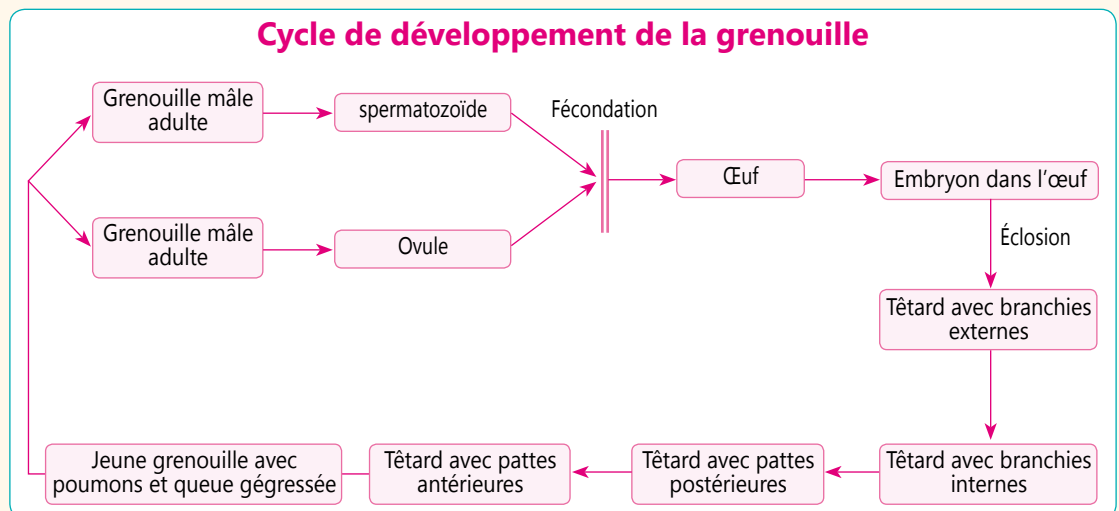 Cycle de développement de la grenouille
Grenouille mâle
adulte
spermatozoïde
Fécondation
Œuf
Embryon dans l'œuf
Grenouille mâle
adulte
Ovule
Éclosion
Têtard avec branchies
externes
Jeune grenouille avec
poumons et queue gégressée
Têtard avec pattes
antérieures
Têtard avec pattes
postérieures
Têtard avec branchies
internes